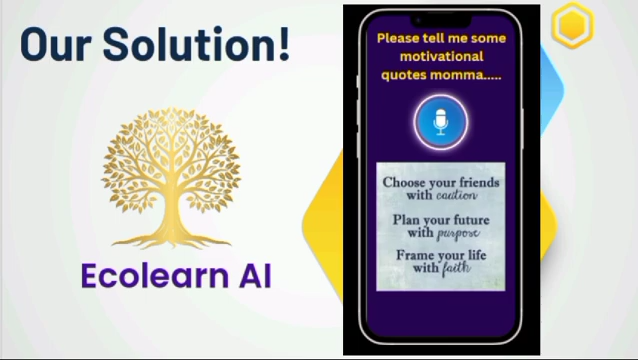 Our Solution!
Ecolearn AI
Please tell me some
motivational
quotes momma.....
Choose your friends
with caution
Plan your future
with purpose
Frame your life
with faith